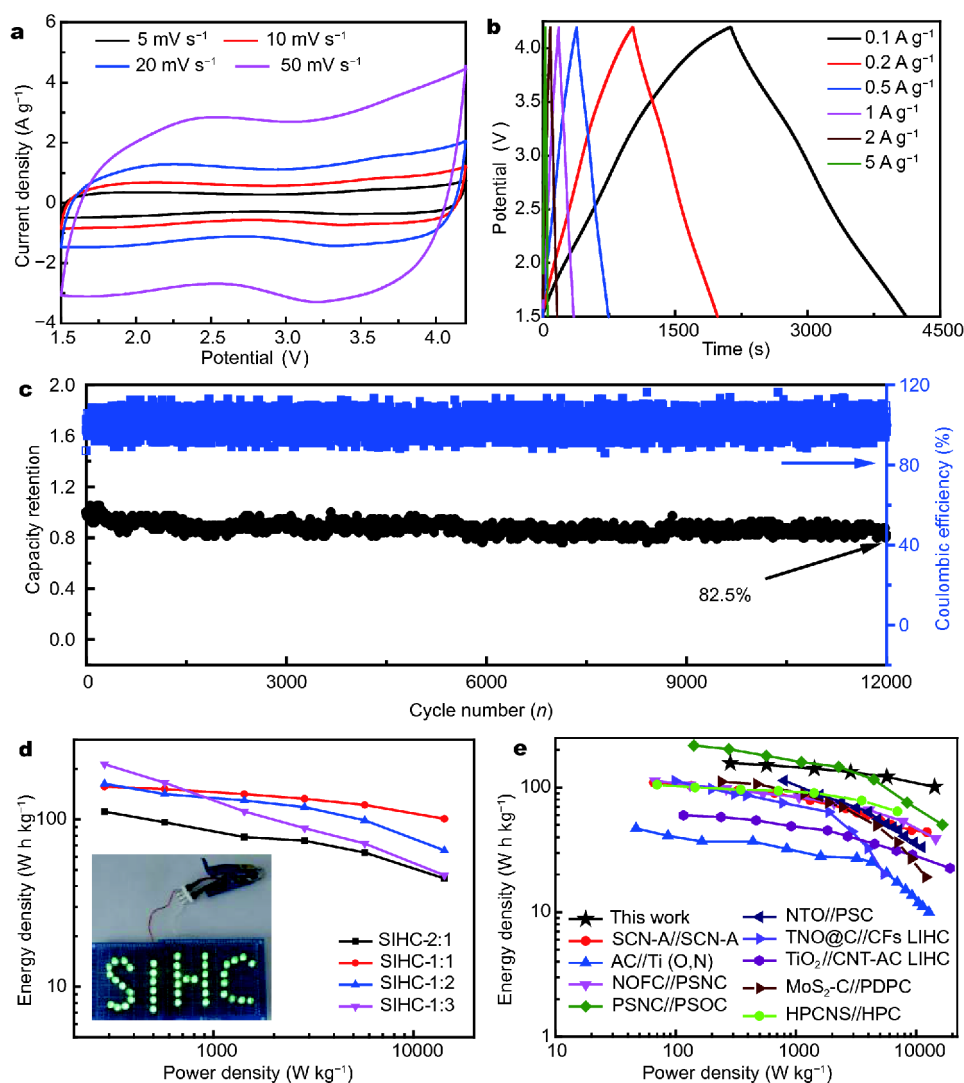 a
5 mV s⁻¹
10 mV s⁻¹
20 mV s⁻¹
50 mV s⁻¹
Current density (A g⁻¹)
6
4
2
0
−2
−4
1.5
2.0
2.5
3.0
3.5
4.0
Potential (V)
b
0.1 A g⁻¹
0.2 A g⁻¹
0.5 A g⁻¹
1 A g⁻¹
2 A g⁻¹
5 A g⁻¹
Potential (V)
4.0
3.5
3.0
2.5
2.0
1.5
0
1500
3000
4500
Time (s)
c
Capacity retention
2.0
1.6
1.2
0.8
0.4
0.0
120
80
40
0
Coulombic efficiency (%)
82.5%
0
3000
6000
9000
12000
Cycle number (n)
d
Energy density (W h kg⁻¹)
100
10
SIHC
SIHC-2:1
SIHC-1:1
SIHC-1:2
SIHC-1:3
1000
10000
Power density (W kg⁻¹)
e
Energy density (W h kg⁻¹)
100
10
1
This work
SCN-A//SCN-A
AC//Ti (O,N)
NOFC//PSNC
PSNC//PSOC
NTO//PSC
TNO@C//CFs LIHC
TiO₂//CNT-AC LIHC
MoS₂-C//PDPC
HPCNS//HPC
10
100
1000
10000
Power density (W kg⁻¹)